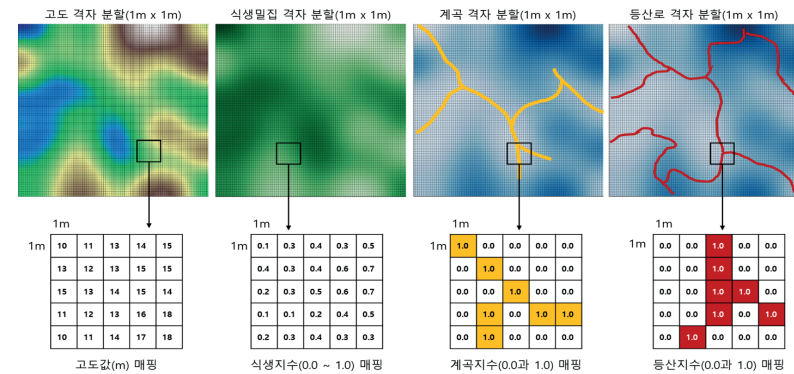 고도 격자 분할(1m x 1m)
식생밀집 격자 분할(1m x 1m)
계곡 격자 분할(1m x 1m)
등산로 격자 분할(1m x 1m)
1m
1m
10 11 13 14 15
13 12 13 15 15
15 13 14 15 14
11 12 13 16 18
10 11 14 17 18
고도값(m) 매핑
1m
1m
0.1 0.3 0.4 0.3 0.5
0.4 0.3 0.5 0.6 0.7
0.2 0.3 0.5 0.6 0.7
0.1 0.1 0.2 0.4 0.5
0.2 0.3 0.4 0.3 0.3
식생지수(0.0 ~ 1.0) 매핑
1m
1m
1.0 0.0 0.0 0.0 0.0
0.0 1.0 0.0 0.0 0.0
0.0 0.0 1.0 0.0 0.0
0.0 1.0 0.0 1.0 1.0
0.0 1.0 0.0 0.0 0.0
계곡지수(0.0과 1.0) 매핑
1m
1m
0.0 0.0 1.0 0.0 0.0
0.0 0.0 1.0 0.0 0.0
0.0 0.0 1.0 1.0 0.0
0.0 0.0 1.0 0.0 1.0
0.0 1.0 0.0 0.0 0.0
등산지수(0.0과 1.0) 매핑